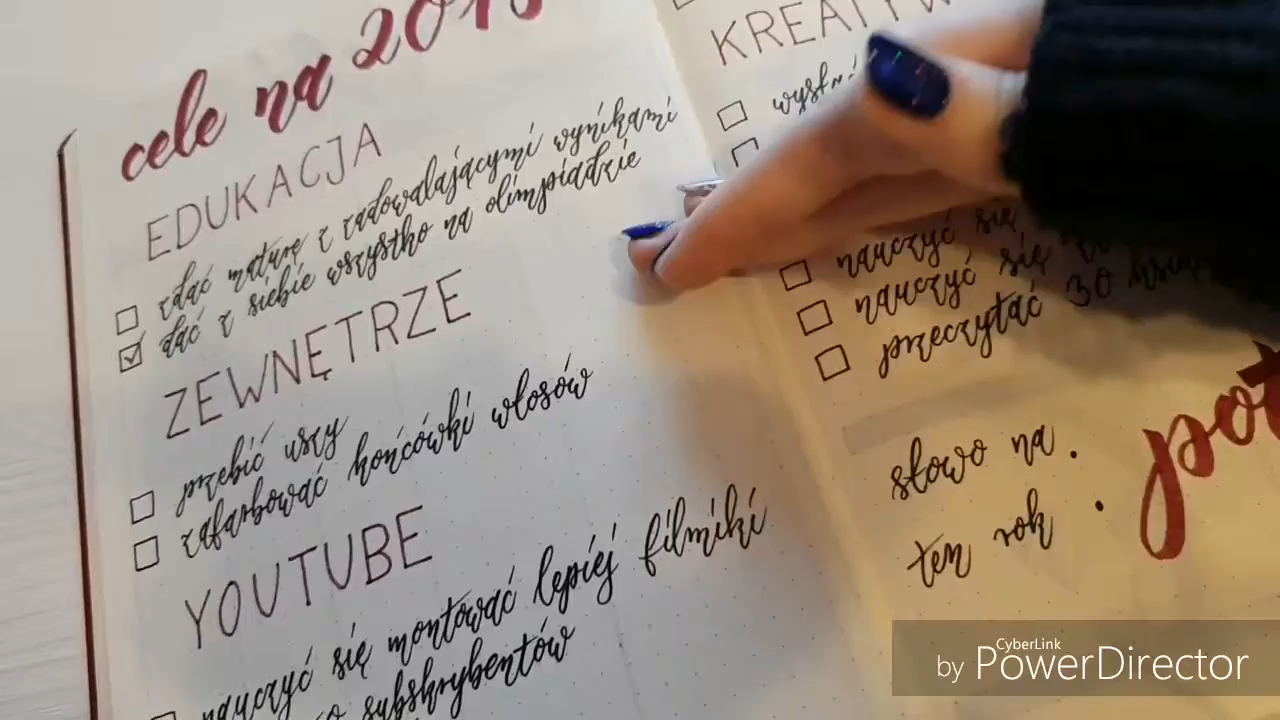 cele na 2018
EDUKACJA
zdać maturę z zadowalającymi wynikami
dać z siebie wszystko na olimpiadzie
ZEWNĘTRZE
przebić uszy
zafarbować końcówki włosów
YOUTUBE
nauczyć się montować lepiej filmiki
subskrybentów
nauczyć się
nauczyć się
przeczytać 30
słowo na
ten rok
CyberLink
by PowerDirector